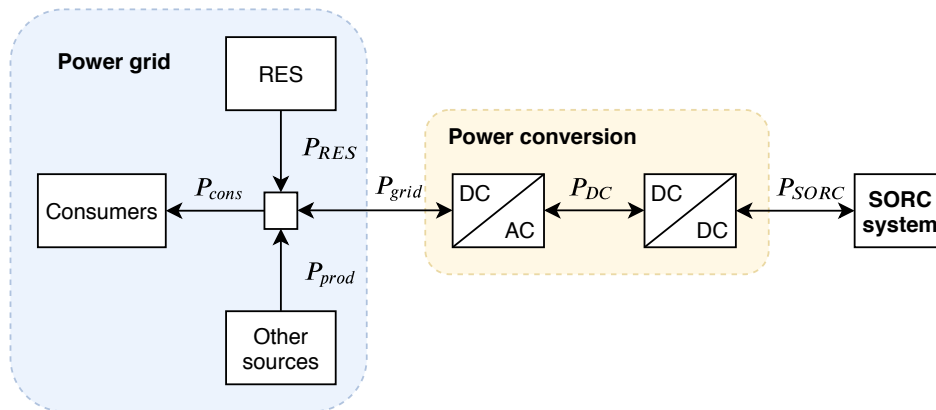 Power grid
RES
P_RES
Power conversion
Consumers
P_cons
P_grid
DC
AC
P_DC
DC
DC
P_SORC
SORC
system
P_prod
Other
sources